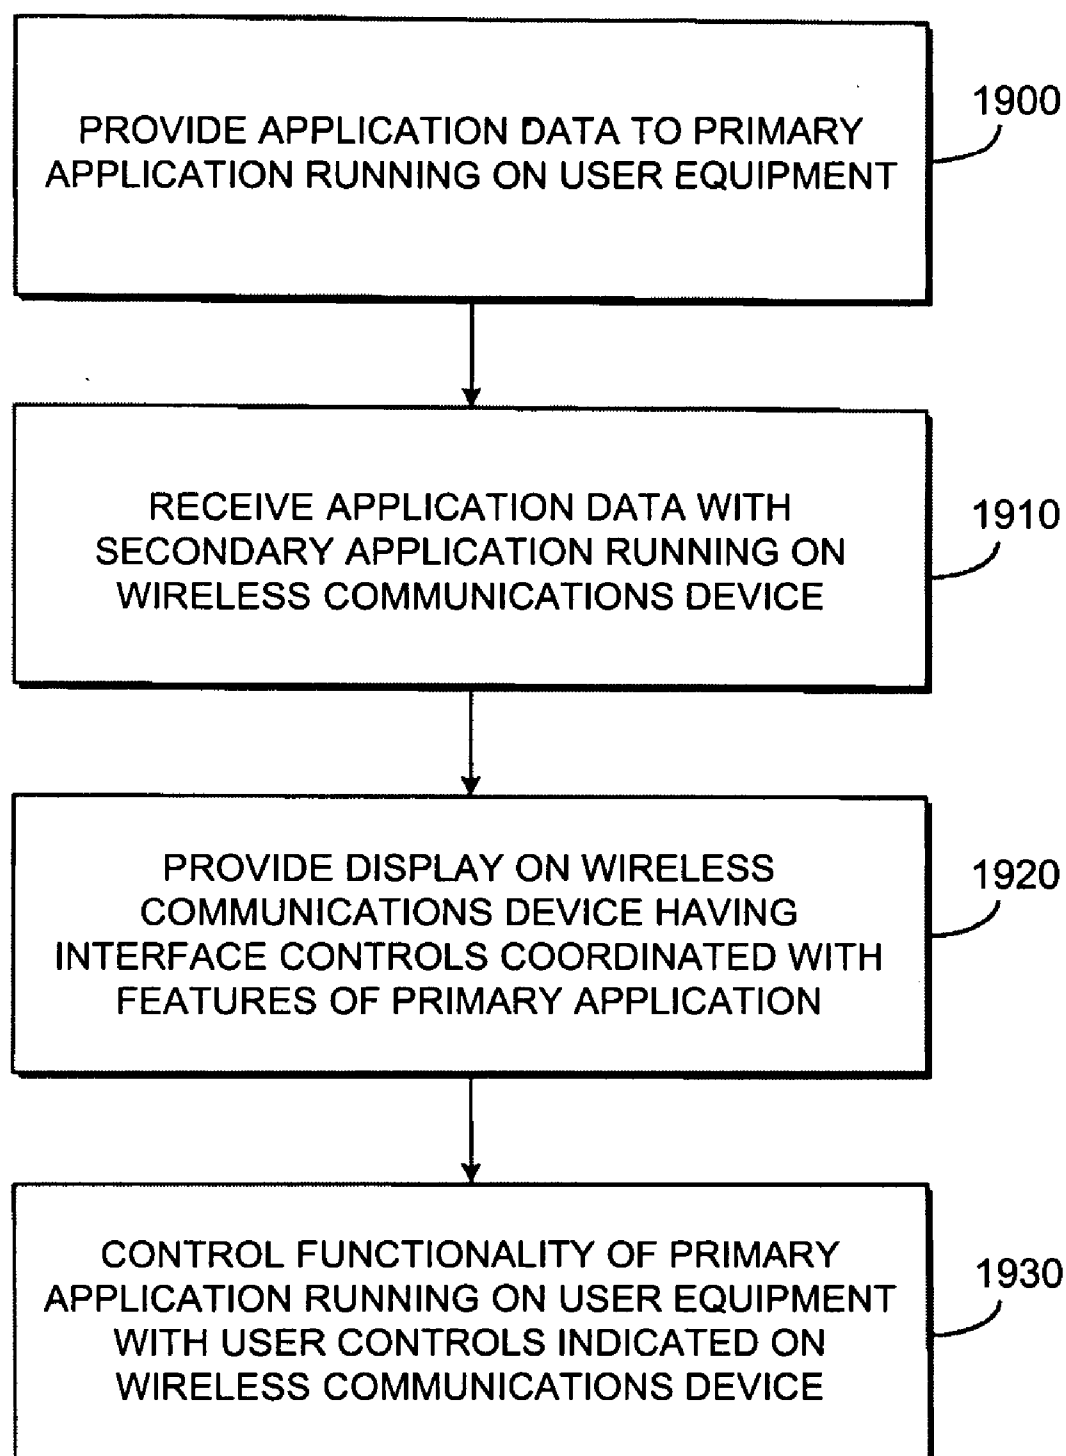 PROVIDE APPLICATION DATA TO PRIMARY
APPLICATION RUNNING ON USER EQUIPMENT
1900
RECEIVE APPLICATION DATA WITH
SECONDARY APPLICATION RUNNING ON
WIRELESS COMMUNICATIONS DEVICE
1910
PROVIDE DISPLAY ON WIRELESS
COMMUNICATIONS DEVICE HAVING
INTERFACE CONTROLS COORDINATED WITH
FEATURES OF PRIMARY APPLICATION
1920
CONTROL FUNCTIONALITY OF PRIMARY
APPLICATION RUNNING ON USER EQUIPMENT
WITH USER CONTROLS INDICATED ON
WIRELESS COMMUNICATIONS DEVICE
1930